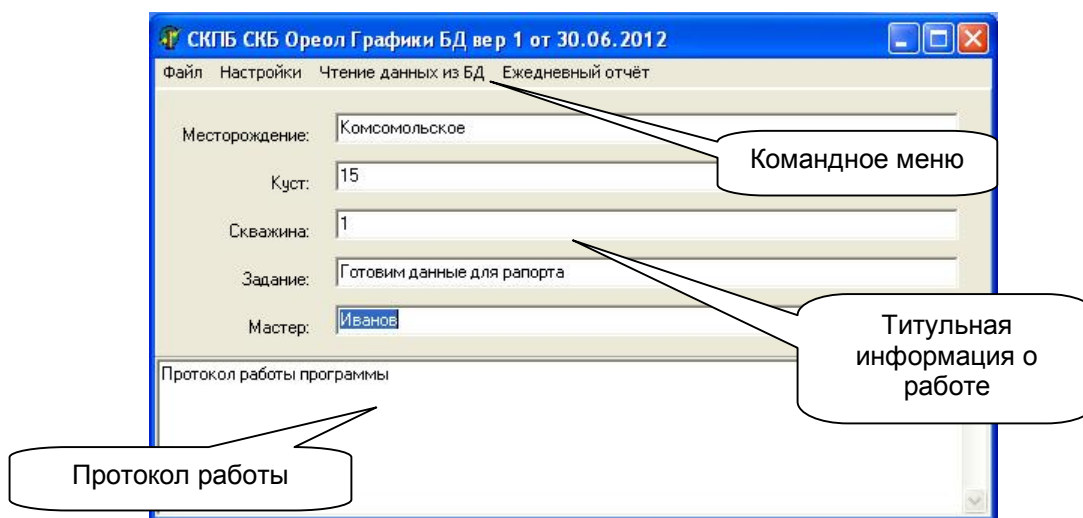 СКПБ СКБ Ореол Графики БД вер 1 от 30.06.2012
Файл Настройки Чтение данных из БД Ежедневный отчёт
Месторождение: Комсомольское
Командное меню
Куст: 15
Скважина: 1
Задание: Готовим данные для рапорта
Мастер: Иванов
Титульная
информация о
работе
Протокол работы программы
Протокол работы